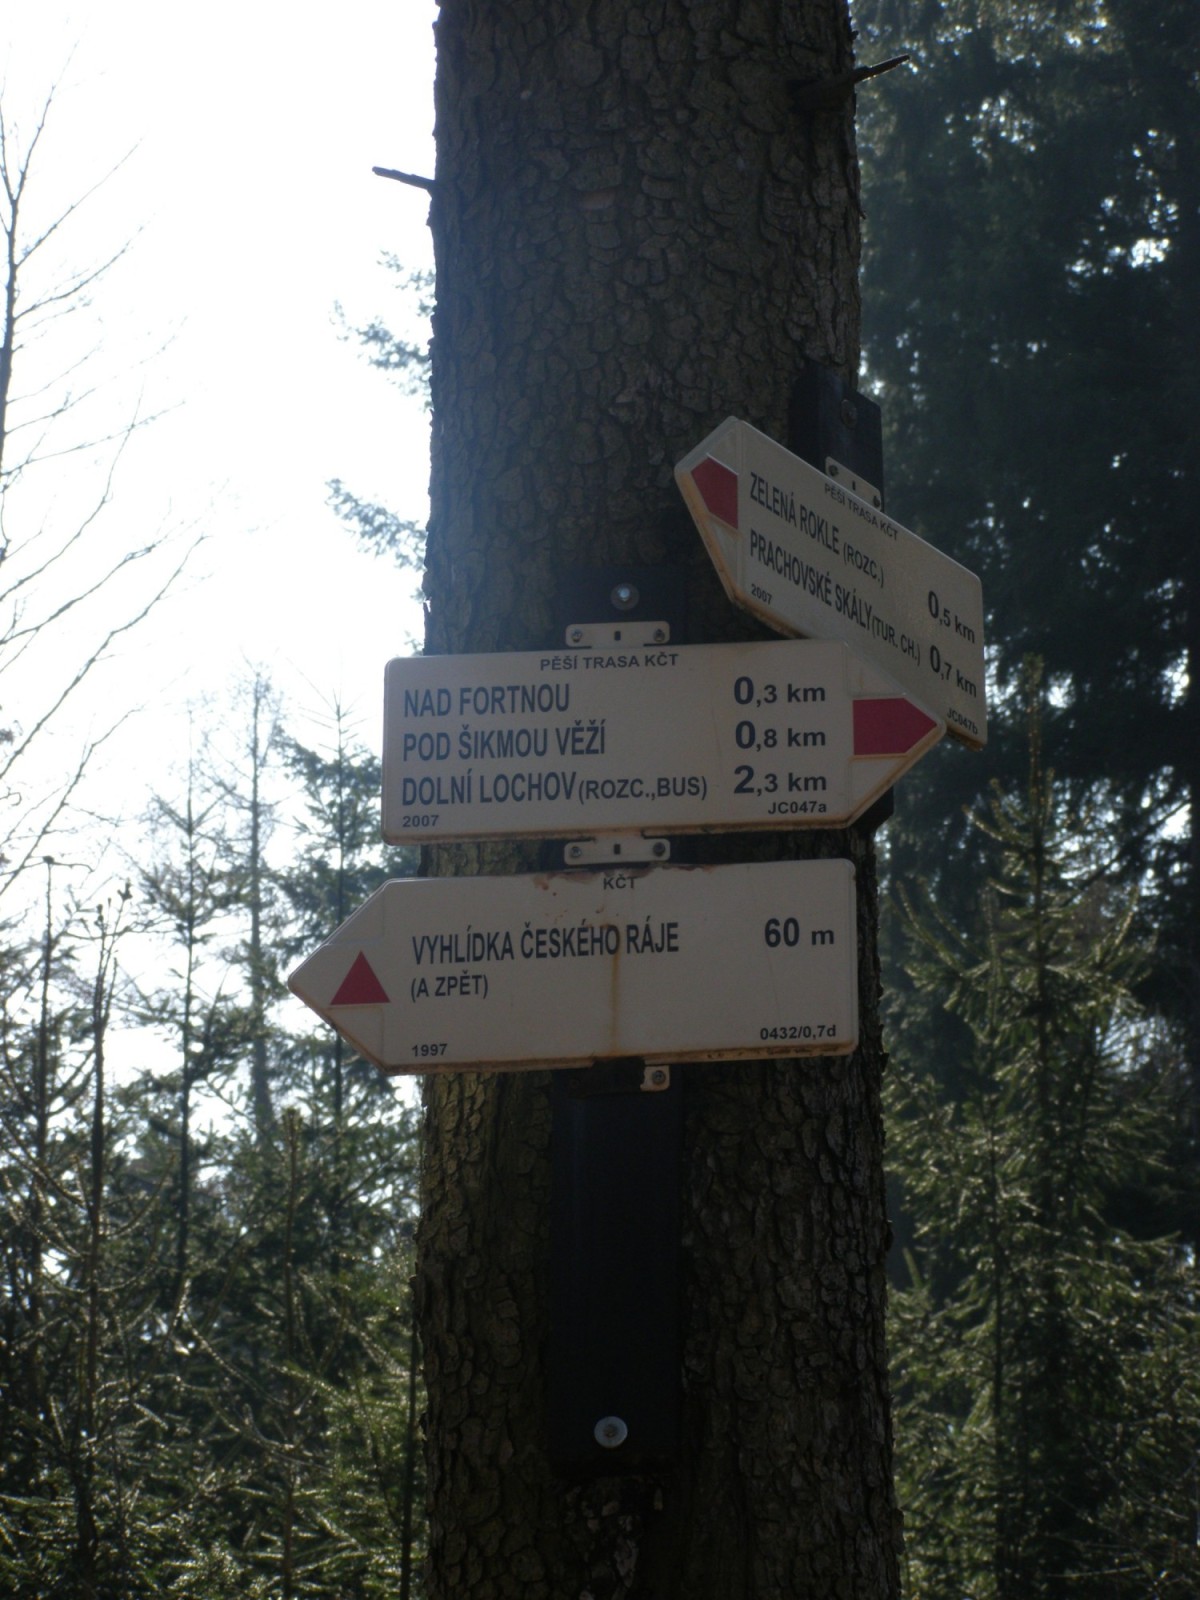 PĚŠÍ TRASA KČT
ZELENÁ ROKLE (ROZC.) 0,5 km
PRACHOVSKÉ SKÁLY (TUR. CH.) 0,7 km
2007 JC047b
PĚŠÍ TRASA KČT
NAD FORTNOU 0,3 km
POD ŠIKMOU VĚŽÍ 0,8 km
DOLNÍ LOCHOV (ROZC.,BUS) 2,3 km
2007 JC047a
KČT
VYHLÍDKA ČESKÉHO RÁJE 60 m
(A ZPĚT)
1997 0432/0,7d